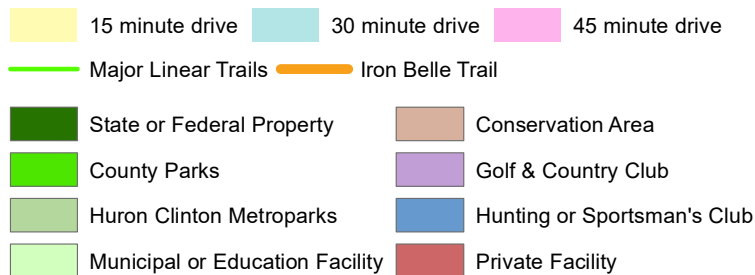 15 minute drive 30 minute drive 45 minute drive
Major Linear Trails Iron Belle Trail
State or Federal Property Conservation Area
County Parks Golf & Country Club
Huron Clinton Metroparks Hunting or Sportsman's Club
Municipal or Education Facility Private Facility